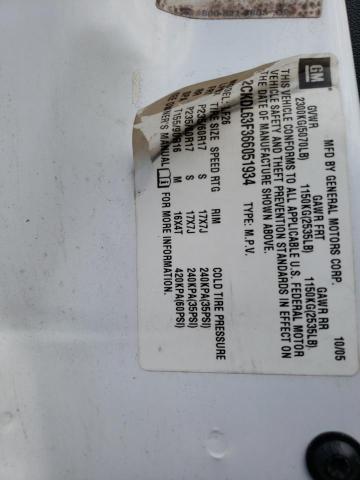 GM
MFD BY GENERAL MOTORS CORP. 10/05
GVWR GAWR FRT GAWR RR
2300KG(5070LB) 1150KG(2535LB) 1150KG(2535LB)
THIS VEHICLE CONFORMS TO ALL APPLICABLE U.S. FEDERAL MOTOR
VEHICLE SAFETY AND THEFT PREVENTION STANDARDS IN EFFECT ON
THE DATE OF MANUFACTURE SHOWN ABOVE.
2CKDL63F866051934 TYPE: M.P.V.
TIRE SIZE SPEED RTG RIM COLD TIRE PRESSURE
P235/60R17 S 17X7J 240KPA(35PSI)
P235/60R17 S 17X7J 240KPA(35PSI)
T155/90R16 M 16X4T 420KPA(60PSI)
OWNER'S MANUAL FOR MORE INFORMATION.